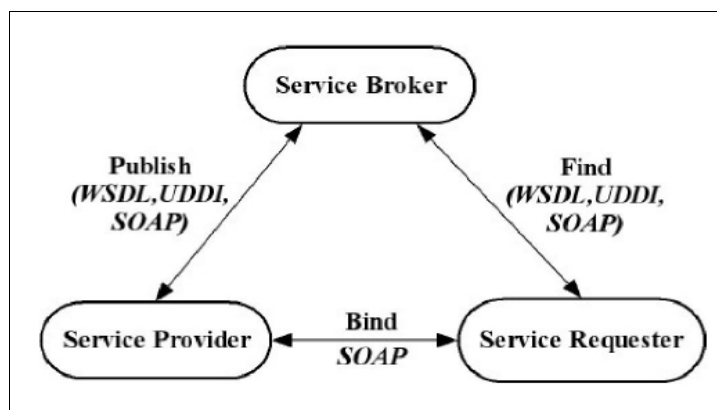 Service Broker
Publish
(WSDL,UDDI,
SOAP)
Find
(WSDL,UDDI,
SOAP)
Service Provider
Bind
SOAP
Service Requester